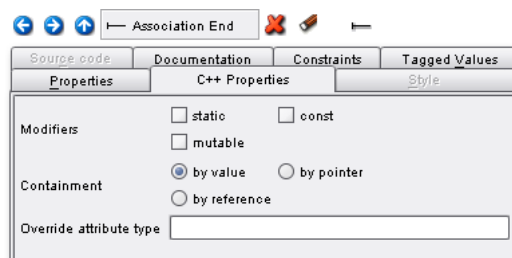 Association End
Source code Documentation Constraints Tagged Values
Properties C++ Properties Style
Modifiers
static const
mutable
Containment
by value by pointer
by reference
Override attribute type